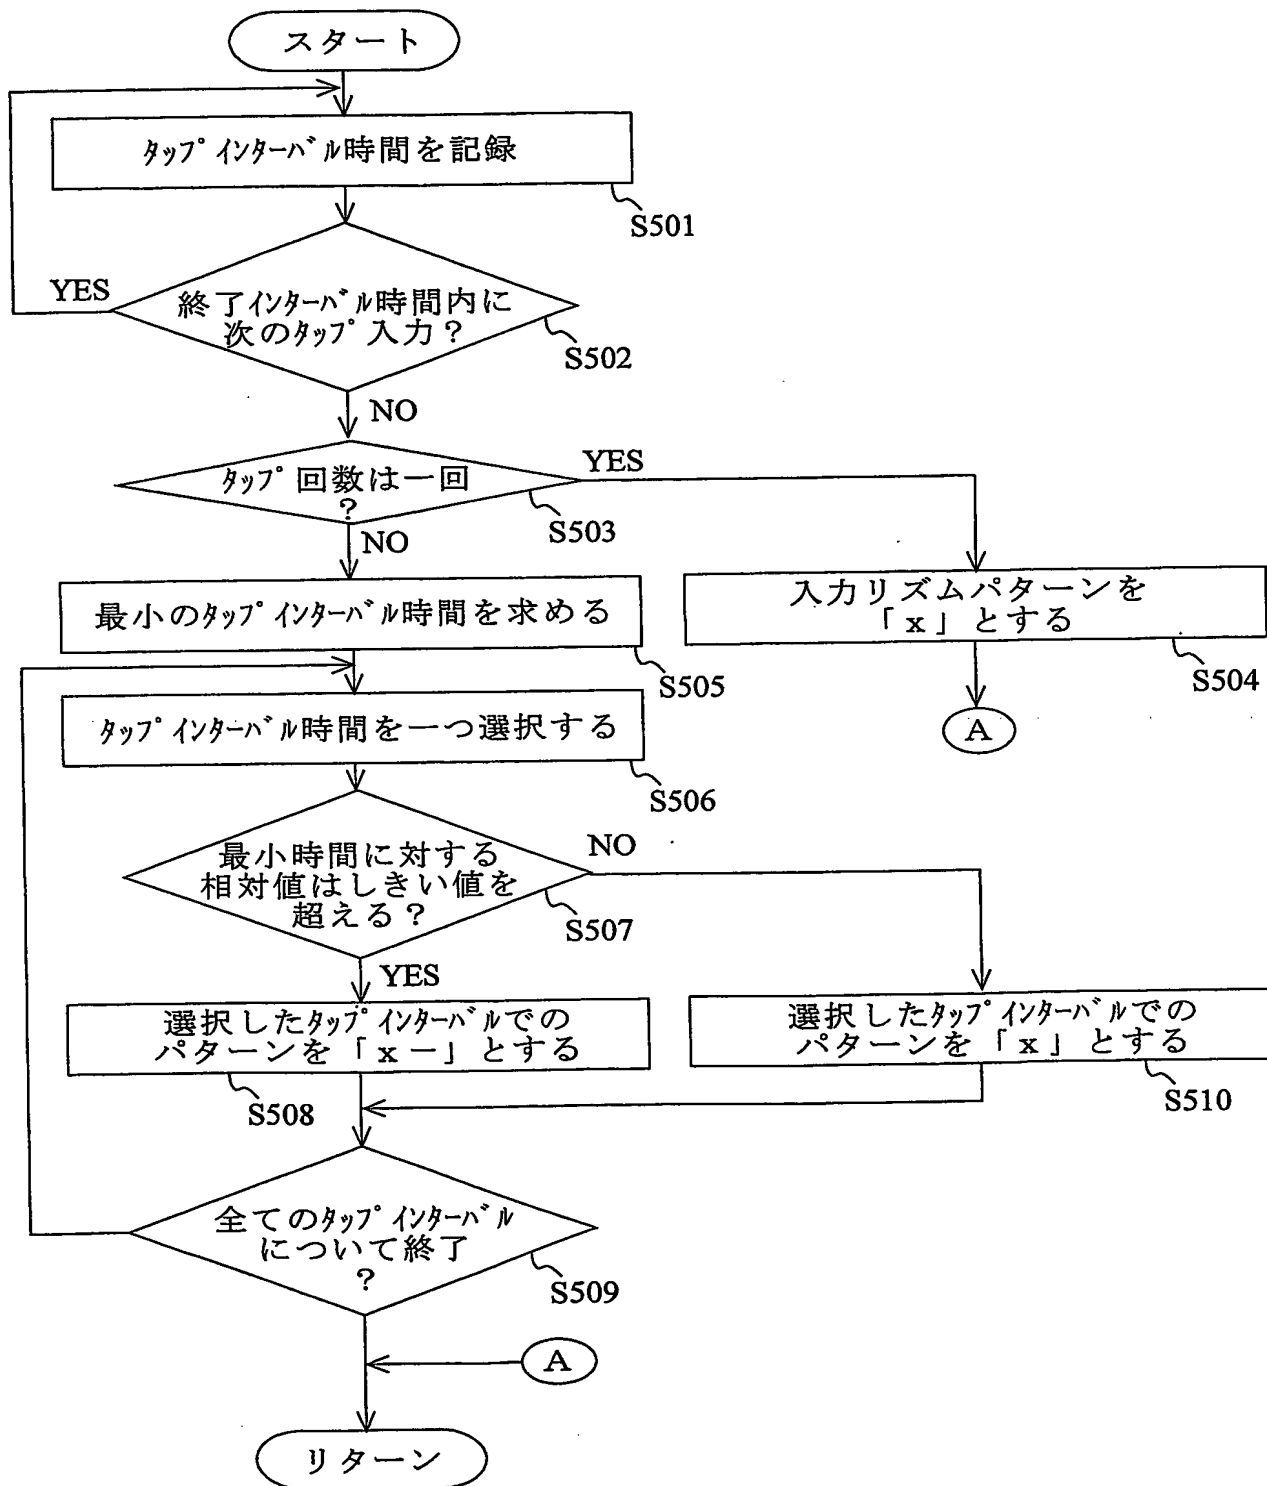 スタート
タップインターバル時間を記録
S501
YES
終了インターバル時間内に
次のタップ入力?
S502
NO
タップ回数は一回
?
YES
S503
NO
最小のタップインターバル時間を求める
S505
入力リズムパターンを
「x」とする
S504
A
タップインターバル時間を一つ選択する
S506
最小時間に対する
相対値はしきい値を
超える?
NO
S507
YES
選択したタップインターバルでの
パターンを「x-」とする
S508
選択したタップインターバルでの
パターンを「x」とする
S510
全てのタップインターバル
について終了
?
S509
A
リターン